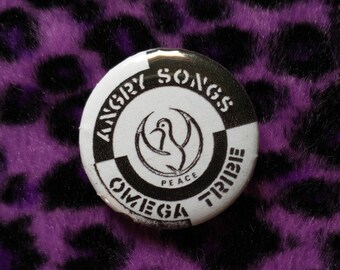 ANGRY SONGS
PEACE
OMEGA TRIBE